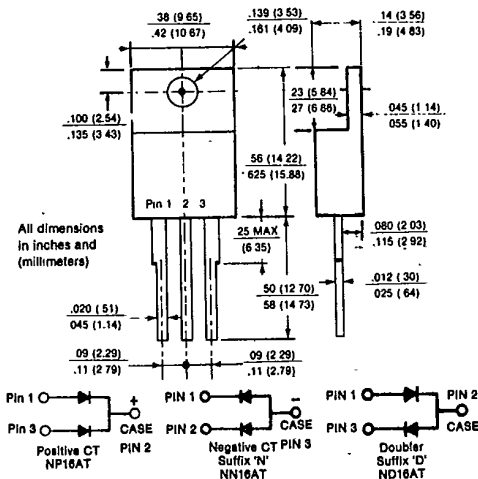 38 (9.65)
.42 (10 67)
.139 (3 53)
.161 (4 09)
.14 (3 56)
.19 (4 83)
23 (5 84)
27 (6 86)
045 (1 14)
055 (1 40)
.100 (2.54)
.135 (3 43)
56 (14 22)
625 (15.88)
Pin 1 2 3
All dimensions
in inches and
(millimeters)
25 MAX
(6 35)
.080 (2 03)
.115 (2 92)
50 (12 70)
58 (14 73)
.012 (30)
025 (64)
.020 (51)
045 (1.14)
09 (2.29)
.11 (2 79)
09 (2 29)
.11 (2 79)
Pin 1
Pin 3
+
CASE
PIN 2
Positive CT
NP16AT
PIN 1
PIN 2
–
CASE
PIN 3
Negative CT
Suffix 'N'
NN16AT
PIN 1
PIN 3
PIN 2
CASE
Doubler
Suffix 'D'
ND16AT